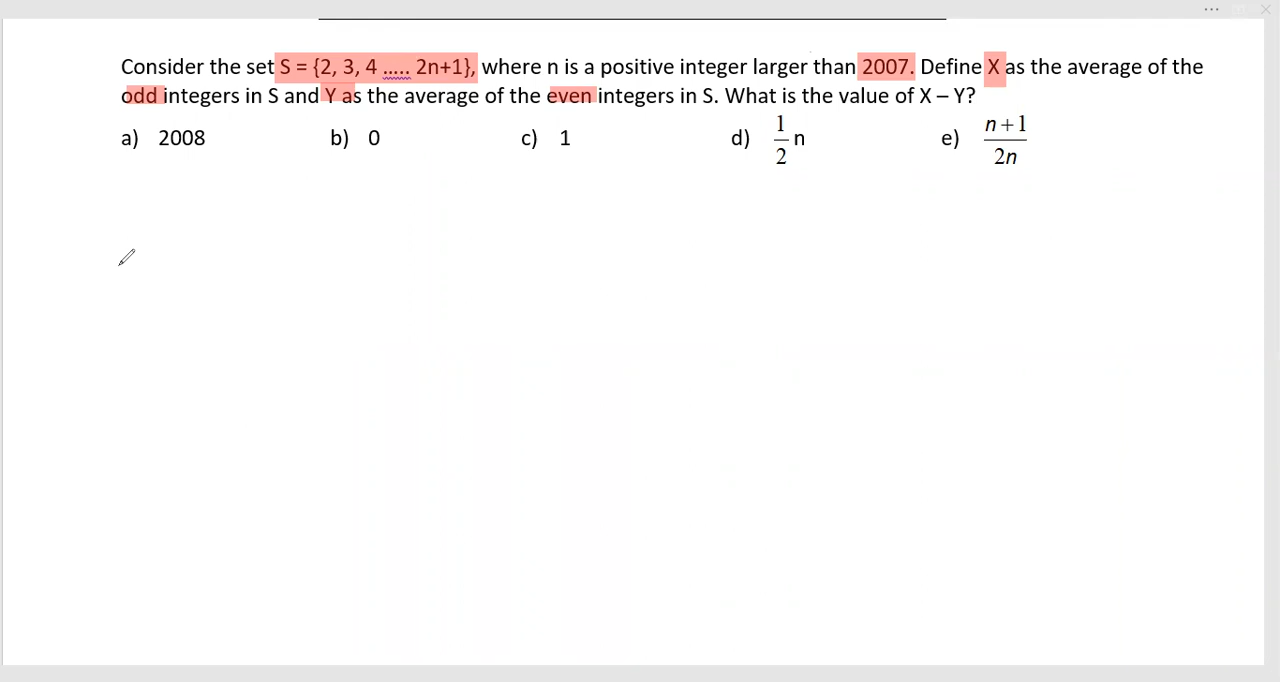 Consider the set S = {2, 3, 4 ..... 2n+1}, where n is a positive integer larger than 2007. Define X as the average of the
odd integers in S and Y as the average of the even integers in S. What is the value of X – Y?
a) 2008 b) 0 c) 1 d) 1/2 n e) n+1/2n